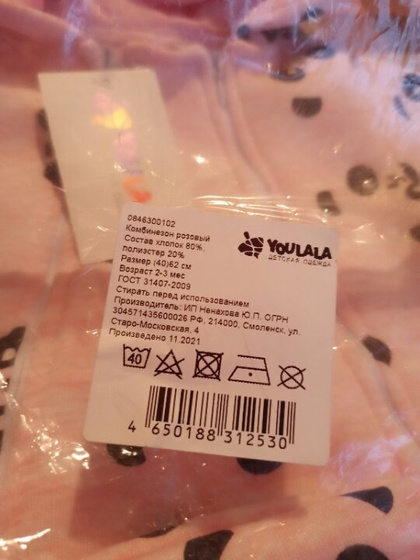 0846300102
Комбинезон розовый
Состав хлопок 80%,
полиэстер 20%
Размер (40)62 см
Возраст 2-3 мес
ГОСТ 31407-2009
Стирать перед использованием
Производитель: ИП Ненахова Ю.П. ОГРН
304571435600026 РФ, 214000, Смоленск, ул.
Старо-Московская, 4
Произведено 11.2021
YOULALA
ДЕТСКАЯ ОДЕЖДА
40
4 650188 312530